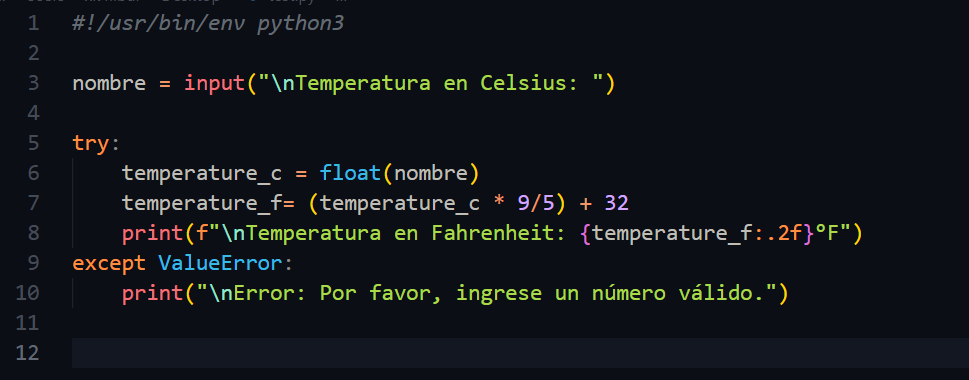 1 #!/usr/bin/env python3
2
3 nombre = input("\nTemperatura en Celsius: ")
4
5 try:
6     temperature_c = float(nombre)
7     temperature_f= (temperature_c * 9/5) + 32
8     print(f"\nTemperatura en Fahrenheit: {temperature_f:.2f}°F")
9 except ValueError:
10     print("\nError: Por favor, ingrese un número válido.")
11
12